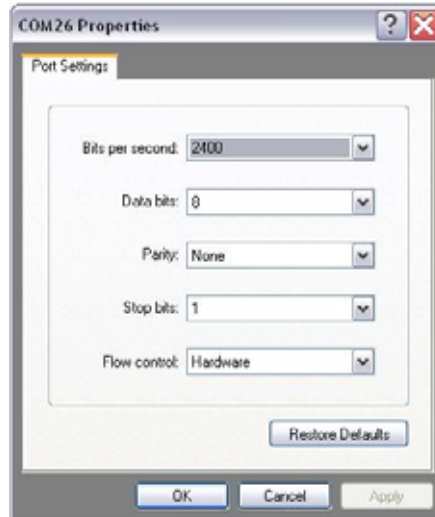 COM26 Properties
Port Settings
Bits per second: 2400
Data bits: 8
Parity: None
Stop bits: 1
Flow control: Hardware
Restore Defaults
OK Cancel Apply